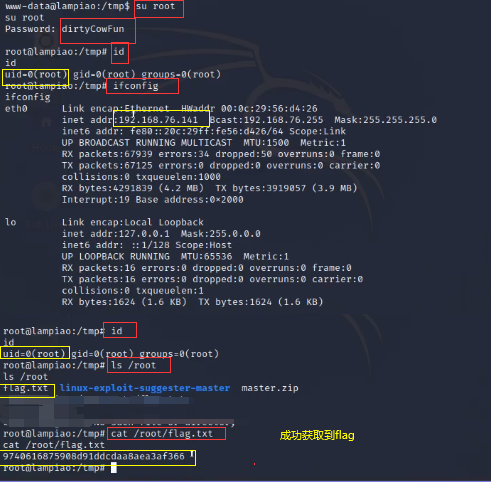 www-data@lampiao:/tmp$ su root
su root
Password: dirtyCowFun
root@lampiao:/tmp# id
id
uid=0(root) gid=0(root) groups=0(root)
root@lampiao:/tmp# ifconfig
ifconfig
eth0 Link encap:Ethernet HWaddr 00:0c:29:56:d4:26
inet addr:192.168.76.141 Bcast:192.168.76.255 Mask:255.255.255.0
inet6 addr: fe80::20c:29ff:fe56:d426/64 Scope:Link
UP BROADCAST RUNNING MULTICAST MTU:1500 Metric:1
RX packets:67939 errors:34 dropped:50 overruns:0 frame:0
TX packets:67125 errors:0 dropped:0 overruns:0 carrier:0
collisions:0 txqueuelen:1000
RX bytes:4291839 (4.2 MB) TX bytes:3919057 (3.9 MB)
Interrupt:19 Base address:0×2000
lo Link encap:Local Loopback
inet addr:127.0.0.1 Mask:255.0.0.0
inet6 addr: ::1/128 Scope:Host
UP LOOPBACK RUNNING MTU:65536 Metric:1
RX packets:16 errors:0 dropped:0 overruns:0 frame:0
TX packets:16 errors:0 dropped:0 overruns:0 carrier:0
collisions:0 txqueuelen:1
RX bytes:1624 (1.6 KB) TX bytes:1624 (1.6 KB)
root@lampiao:/tmp# id
id
uid=0(root) gid=0(root) groups=0(root)
root@lampiao:/tmp# ls /root
ls /root
flag.txt linux-exploit-suggester-master master.zip
root@lampiao:/tmp# cat /root/flag.txt
成功获取到flag
cat /root/flag.txt
9740616875908d91ddcdaa8aea3af366
root@lampiao:/tmp#